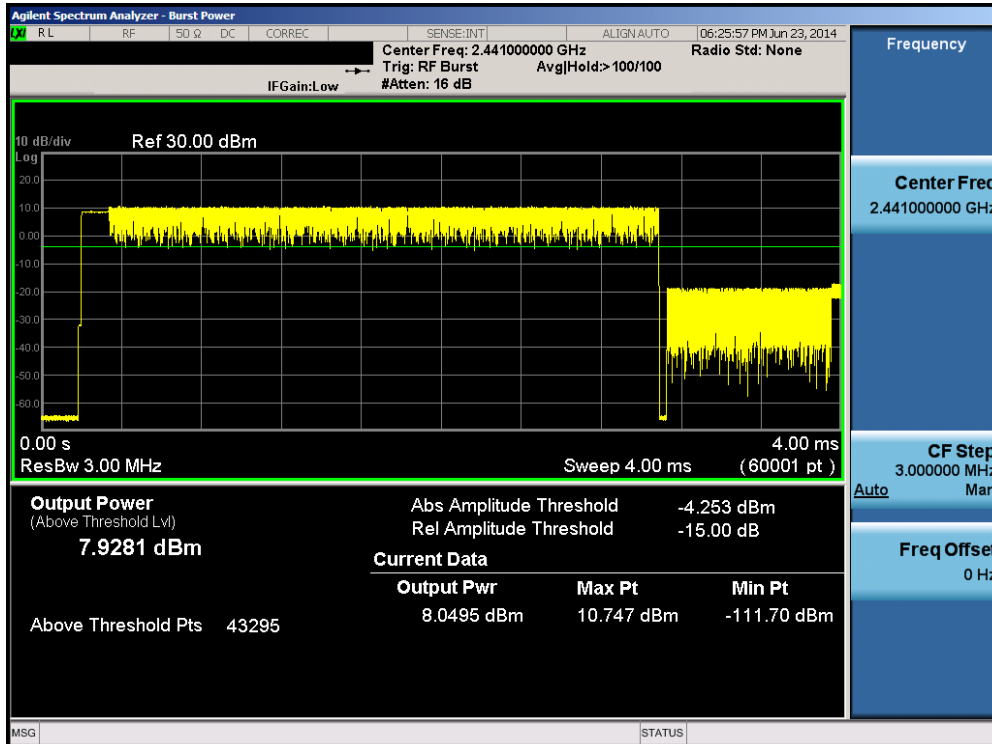 Agilent Spectrum Analyzer - Burst Power
LXI RL RF 50 Ω DC CORREC SENSE:INT ALIGN AUTO 06:25:57 PM Jun 23, 2014
Center Freq: 2.441000000 GHz Radio Std: None
Trig: RF Burst Avg|Hold:>100/100
IFGain:Low #Atten: 16 dB
10 dB/div Ref 30.00 dBm
Log
20.0
10.0
0.00
-10.0
-20.0
-30.0
-40.0
-50.0
-60.0
0.00 s 4.00 ms
ResBw 3.00 MHz Sweep 4.00 ms (60001 pt)
Output Power
(Above Threshold Lvl)
7.9281 dBm
Above Threshold Pts 43295
Abs Amplitude Threshold -4.253 dBm
Rel Amplitude Threshold -15.00 dB
Current Data
Output Pwr Max Pt Min Pt
8.0495 dBm 10.747 dBm -111.70 dBm
Frequency
Center Freq
2.441000000 GHz
CF Step
3.000000 MHz
Auto Man
Freq Offset
0 Hz
MSG STATUS